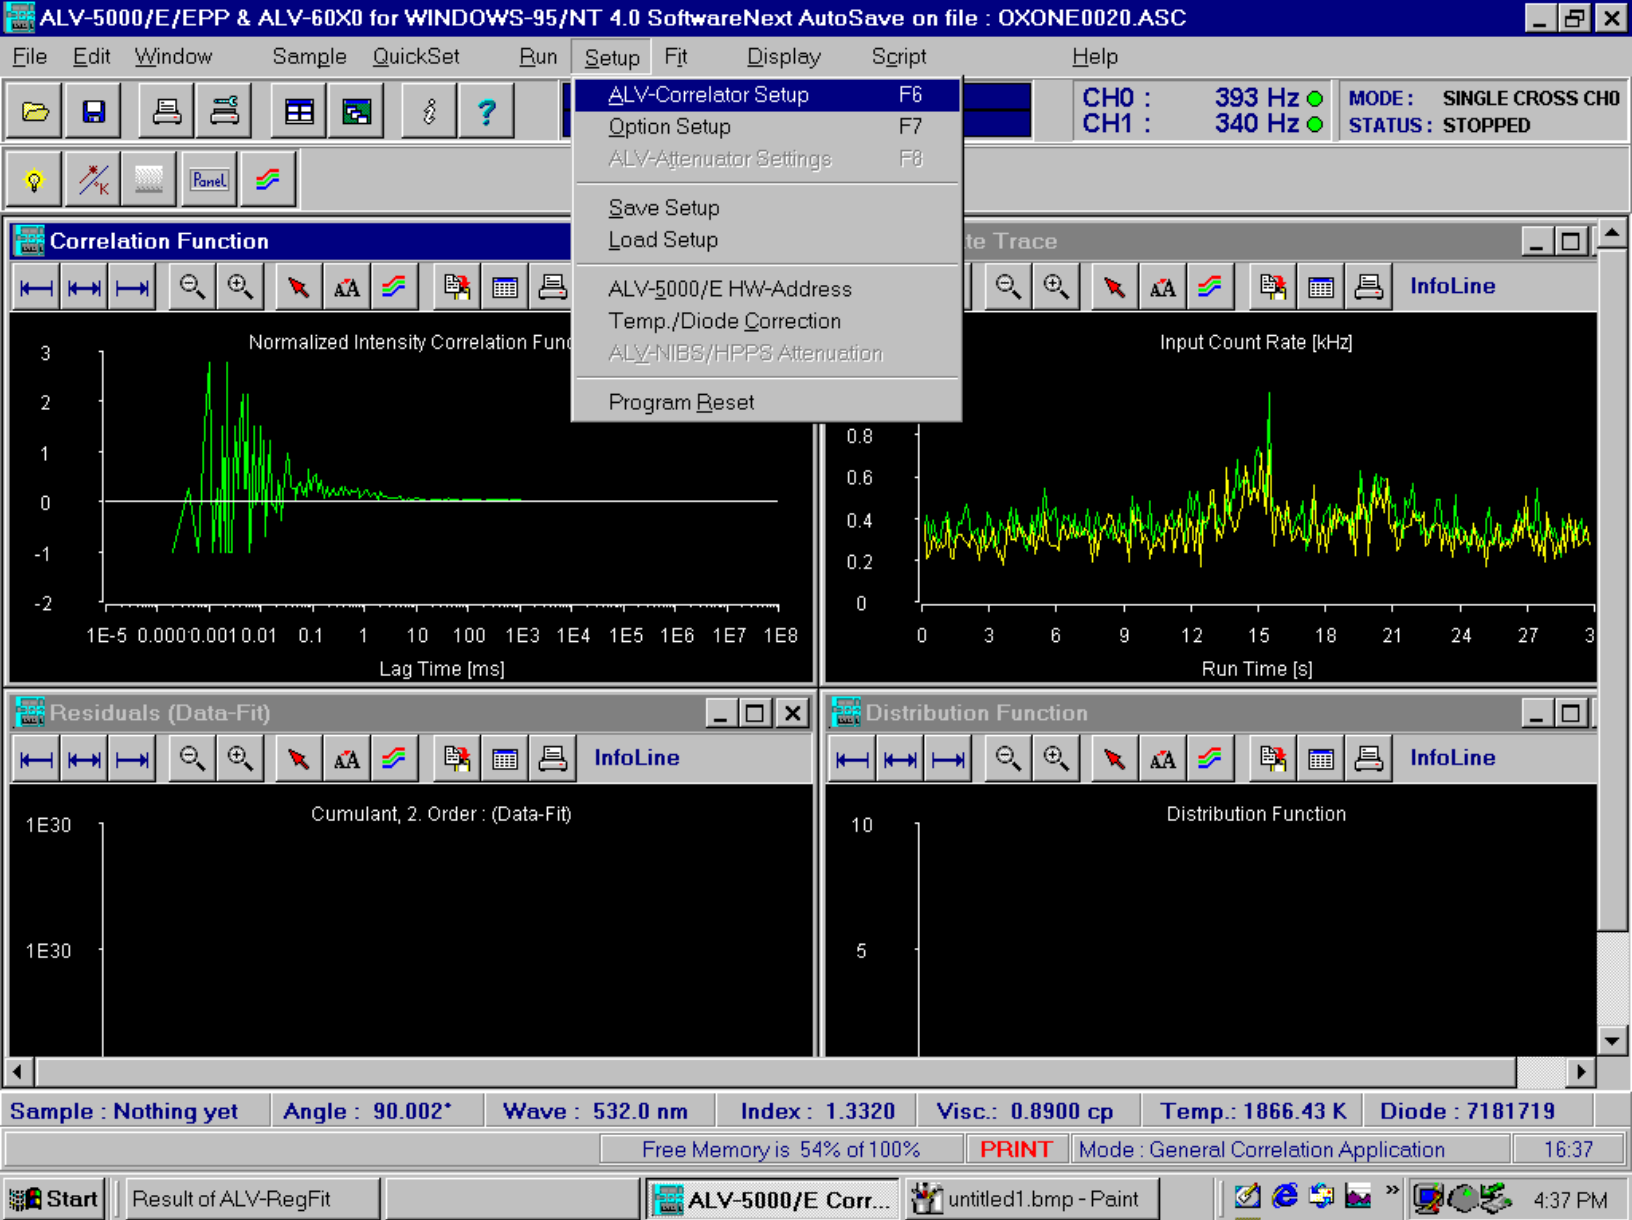 ALV-5000/E/EPP & ALV-60X0 for WINDOWS-95/NT 4.0 SoftwareNext AutoSave on file : OXONE0020.ASC
File Edit Window Sample QuickSet Run Setup Fit Display Script Help
ALV-Correlator Setup F6
Option Setup F7
ALV-Attenuator Settings F8
Save Setup
Load Setup
ALV-5000/E HW-Address
Temp./Diode Correction
ALV-NIBS/HPPS Attenuation
Program Reset
CH0 : 393 Hz
CH1 : 340 Hz
MODE : SINGLE CROSS CH0
STATUS : STOPPED
°K
Panel
Correlation Function
AA
Normalized Intensity Correlation Func
3
2
1
0
-1
-2
1E-5 0.000 0.001 0.01 0.1 1 10 100 1E3 1E4 1E5 1E6 1E7 1E8
Lag Time [ms]
te Trace
AA InfoLine
Input Count Rate [kHz]
0.8
0.6
0.4
0.2
0
0 3 6 9 12 15 18 21 24 27 3
Run Time [s]
Residuals (Data-Fit)
AA InfoLine
Cumulant, 2. Order : (Data-Fit)
1E30
1E30
Distribution Function
AA InfoLine
Distribution Function
10
5
Sample : Nothing yet Angle : 90.002° Wave : 532.0 nm Index : 1.3320 Visc.: 0.8900 cp Temp.: 1866.43 K Diode : 7181719
Free Memory is 54% of 100% PRINT Mode : General Correlation Application 16:37
Start Result of ALV-RegFit ALV-5000/E Corr... untitled1.bmp - Paint » 4:37 PM